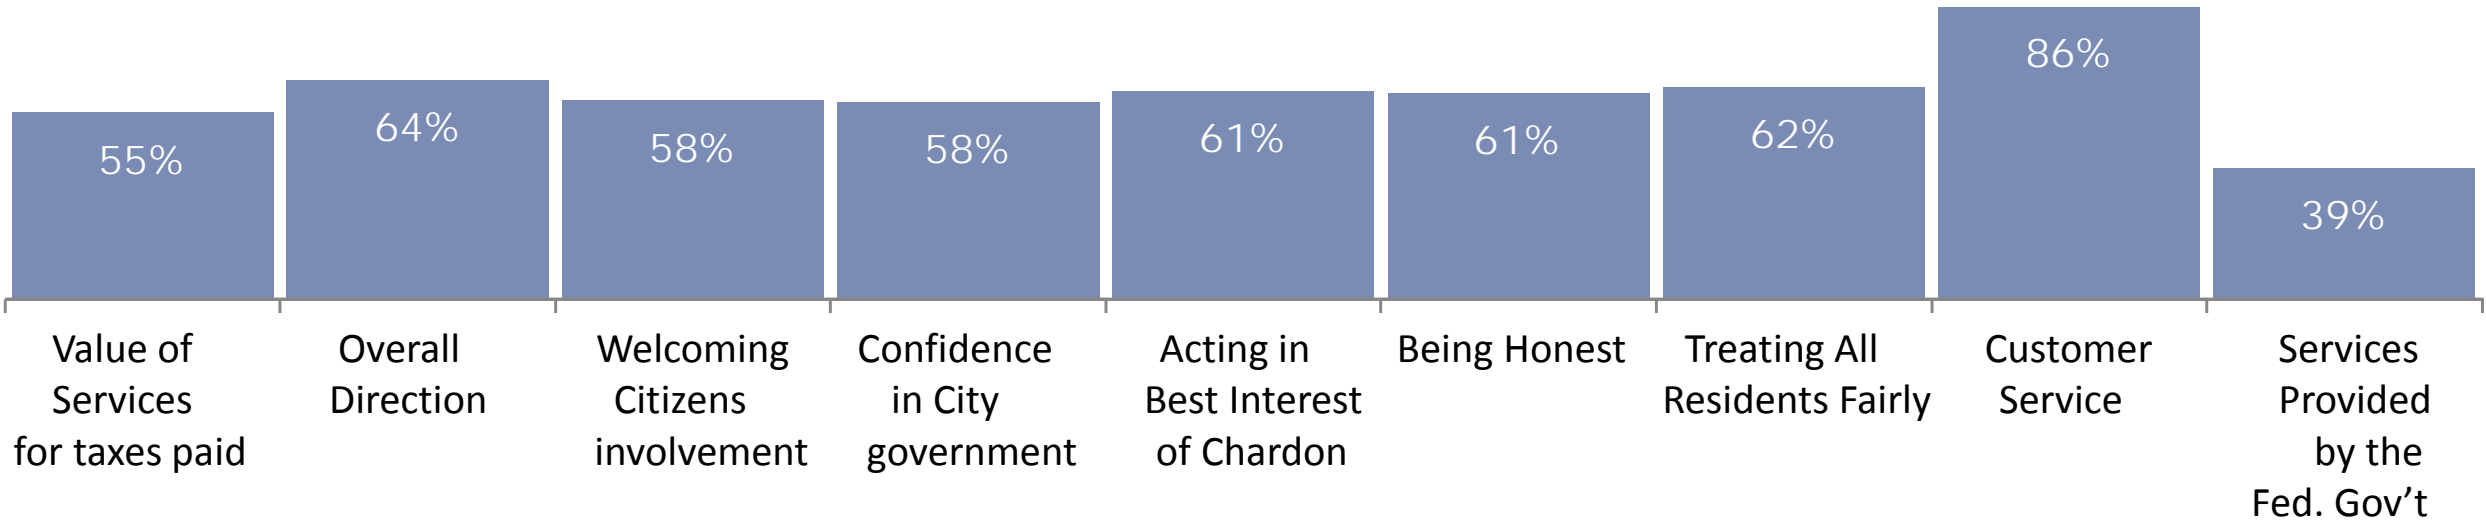 86%
64%
62%
61%
61%
58%
58%
55%
39%
Value of
Services
for taxes paid
Overall
Direction
Welcoming
Citizens
involvement
Confidence
in City
government
Acting in
Best Interest
of Chardon
Being Honest
Treating All
Residents Fairly
Customer
Service
Services
Provided
by the
Fed. Gov’t